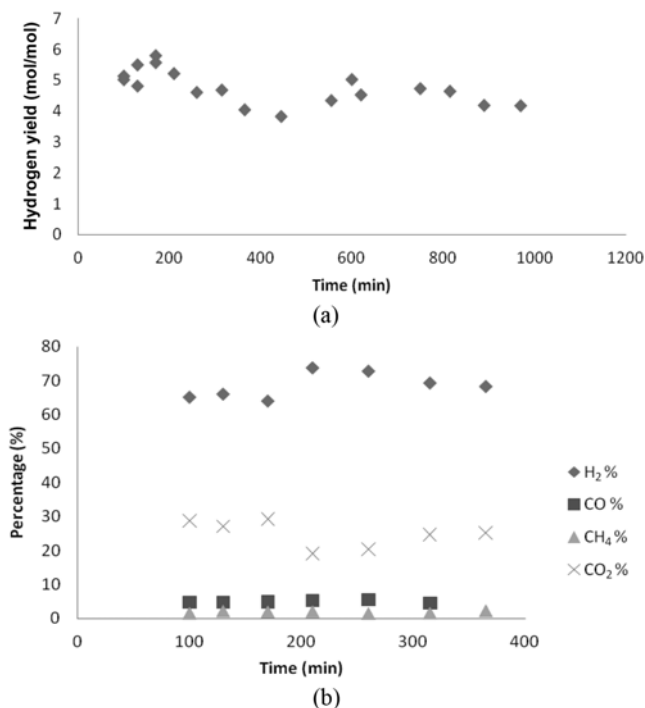 7
6
5
4
3
2
1
0
Hydrogen yield (mol/mol)
0 200 400 600 800 1000 1200
Time (min)
(a)
80
70
60
50
40
30
20
10
0
Percentage (%)
100 200 300 400
Time (min)
H₂ %
CO %
CH₄ %
CO₂ %
(b)